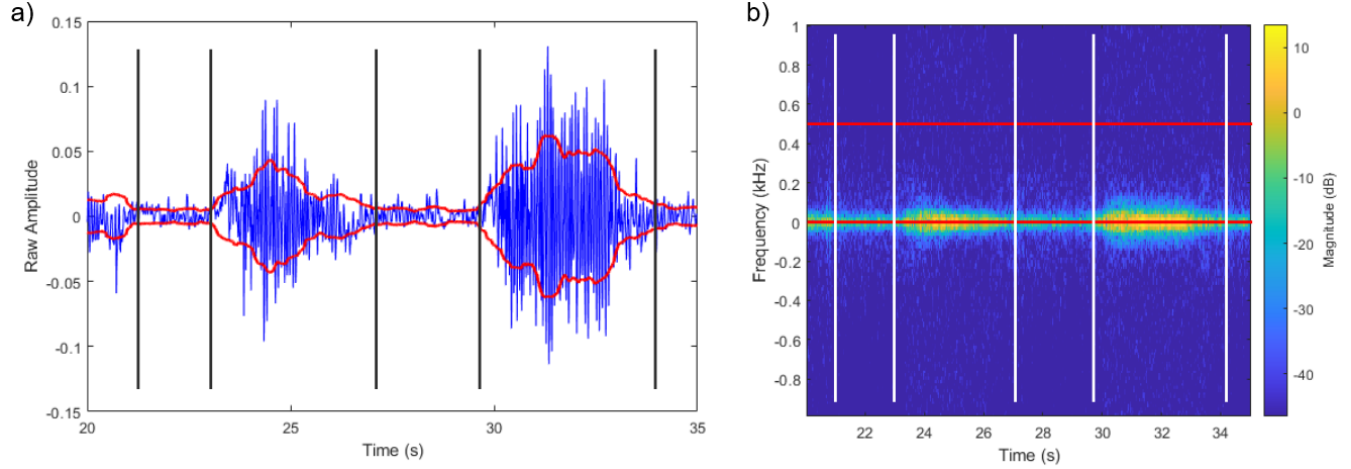 a)
0.15
0.1
0.05
0
-0.05
-0.1
-0.15
Raw Amplitude
20 25 30 35
Time (s)
b)
1
0.8
0.6
0.4
0.2
0
-0.2
-0.4
-0.6
-0.8
Frequency (kHz)
22 24 26 28 30 32 34
Time (s)
10
0
-10
-20
-30
-40
Magnitude (dB)